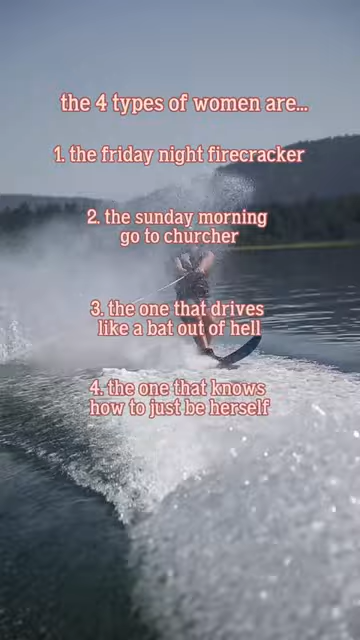 the 4 types of women are...
1. the friday night firecracker
2. the sunday morning
go to churcher
3. the one that drives
like a bat out of hell
4. the one that knows
how to just be herself